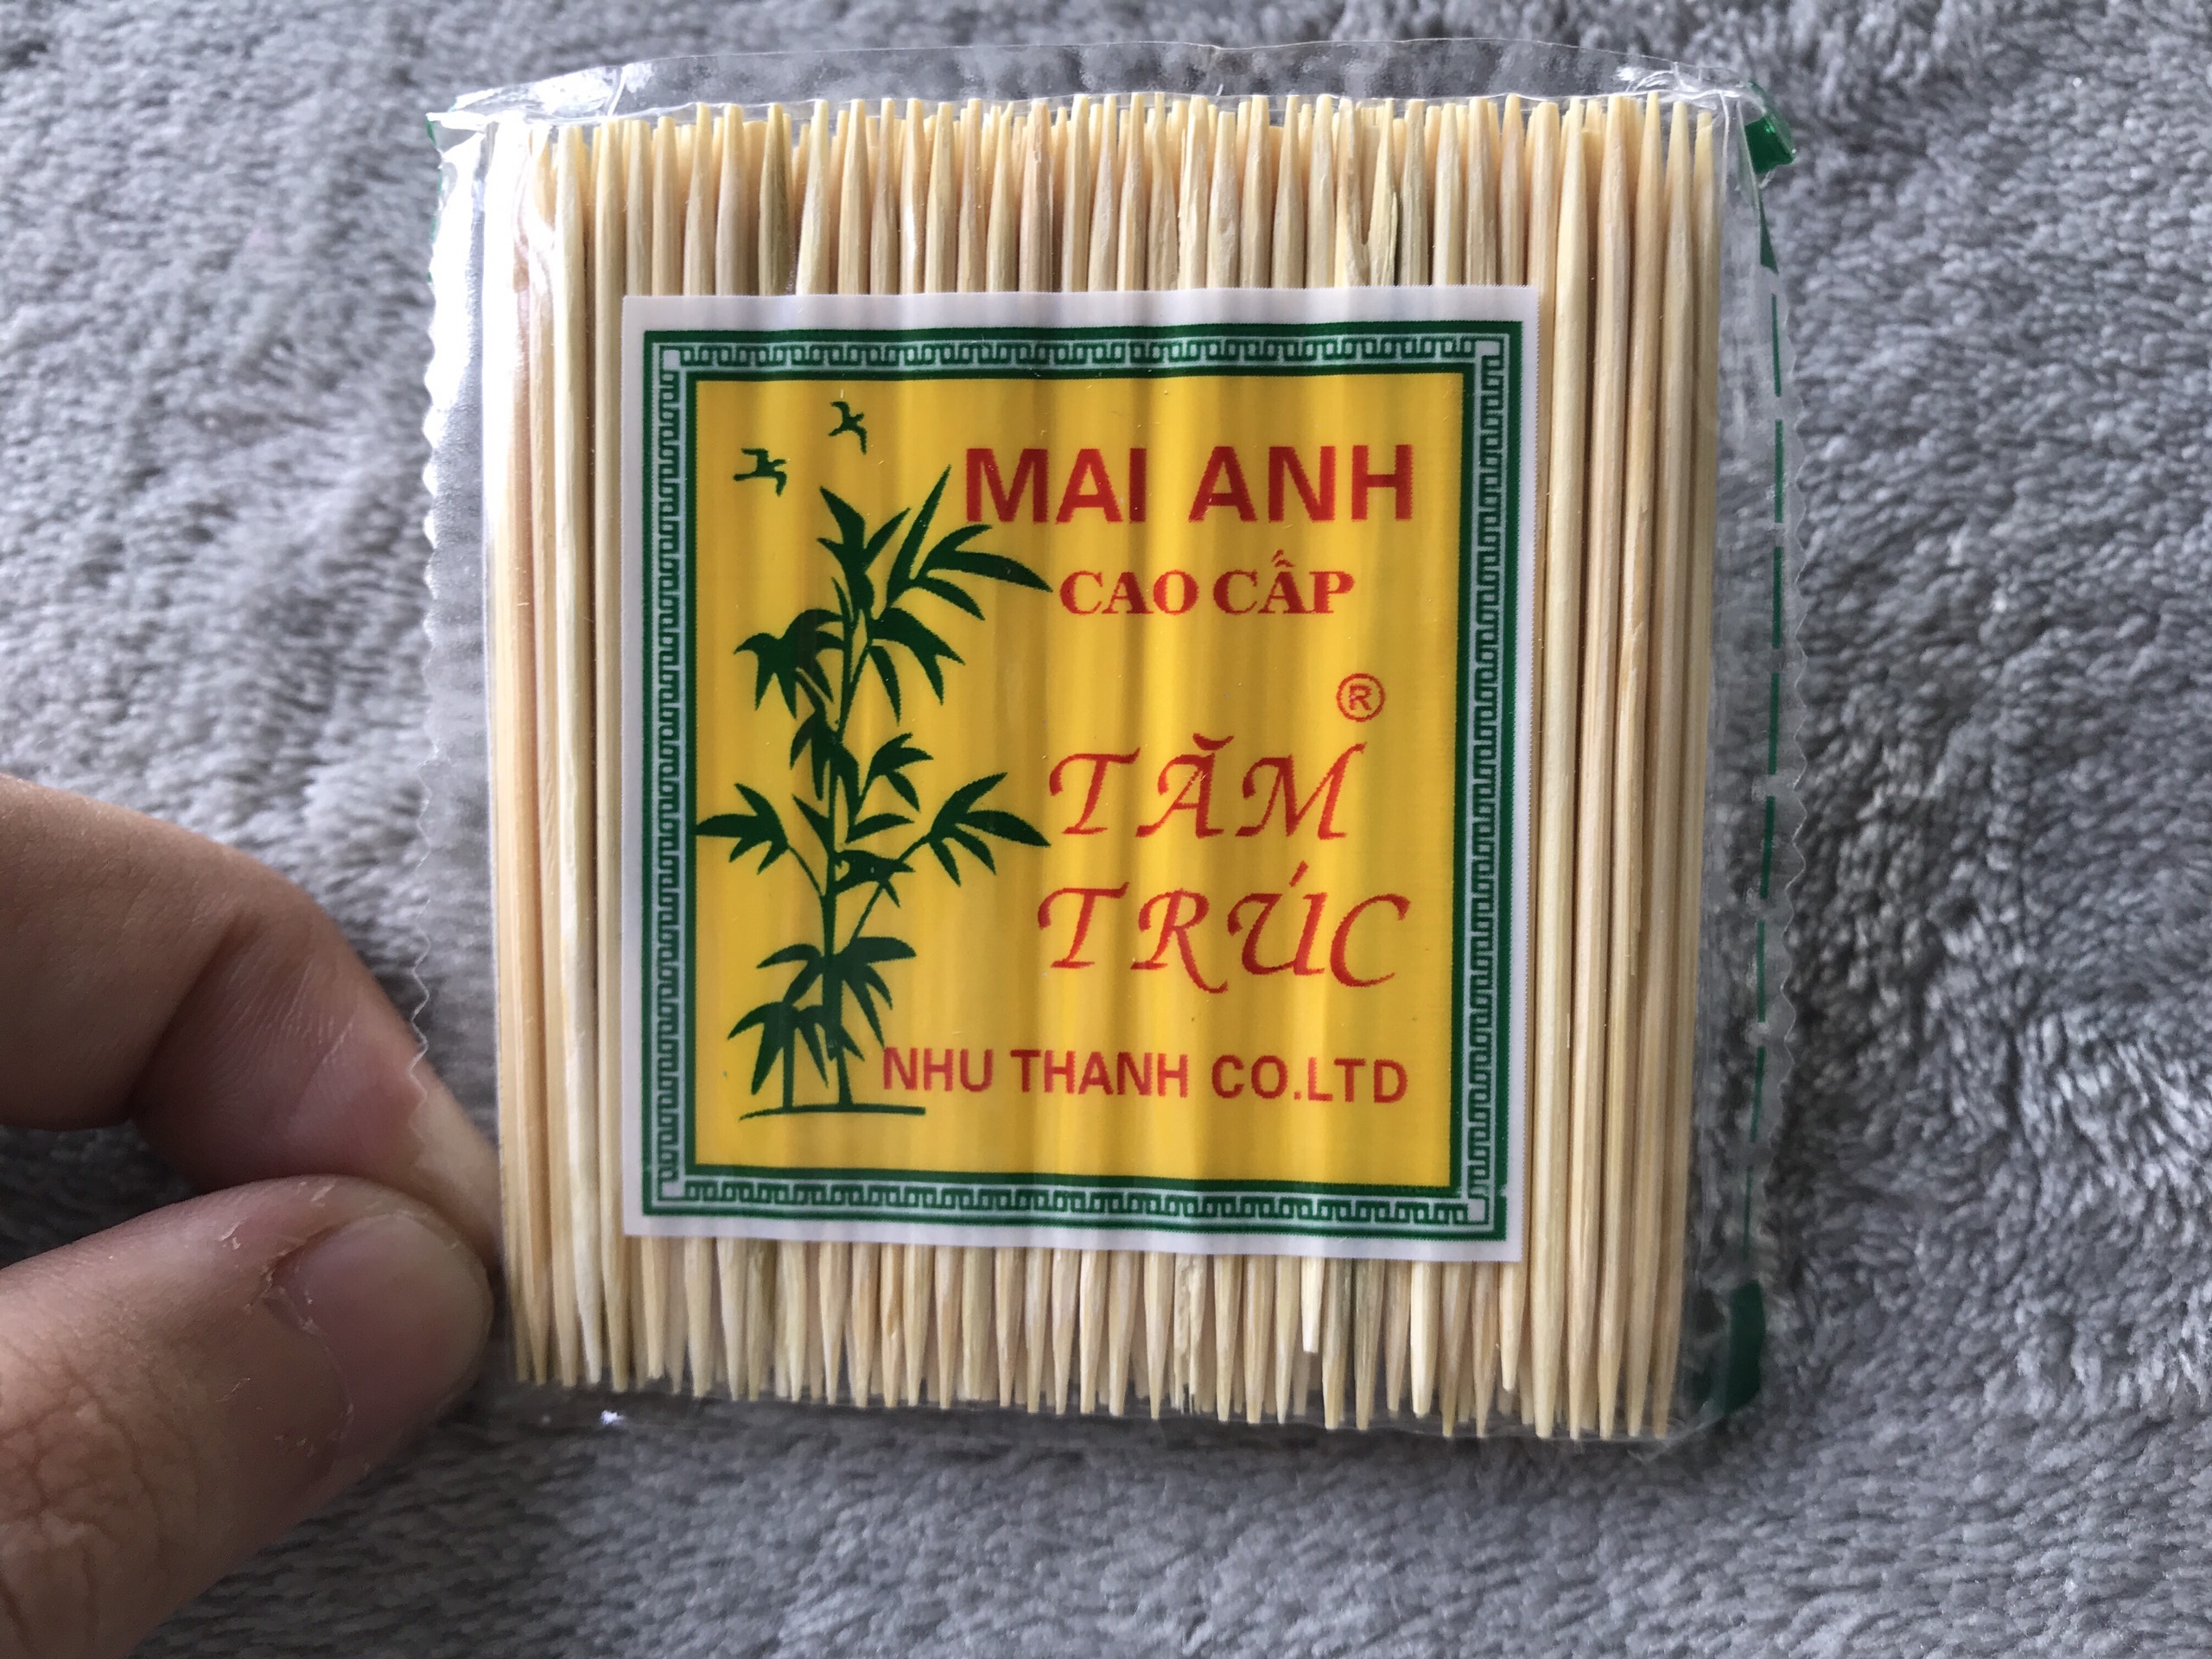 MAI ANH
CAO CẤP
®
TĂM
TRÚC
NHU THANH CO.LTD